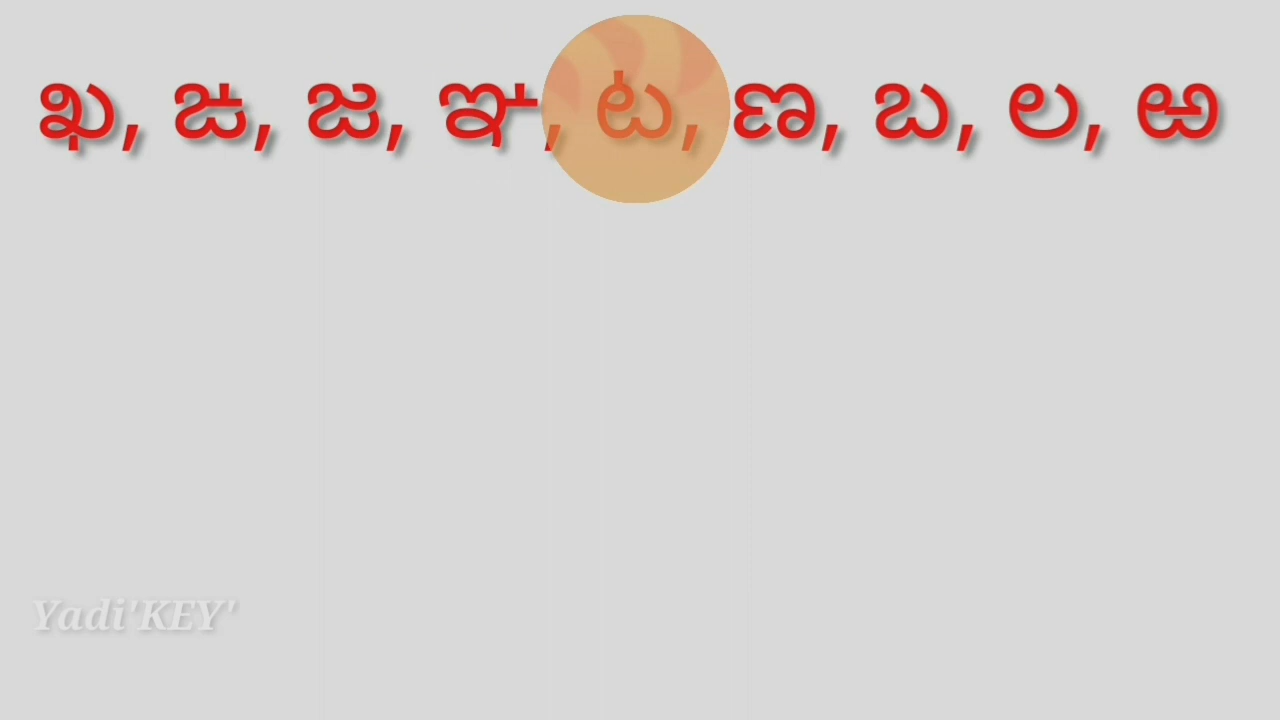 ಖ, ಙ, ಜ, ಞ, ಟ, ಣ, ಬ, ಲ, ಱ
Yadi'KEY'